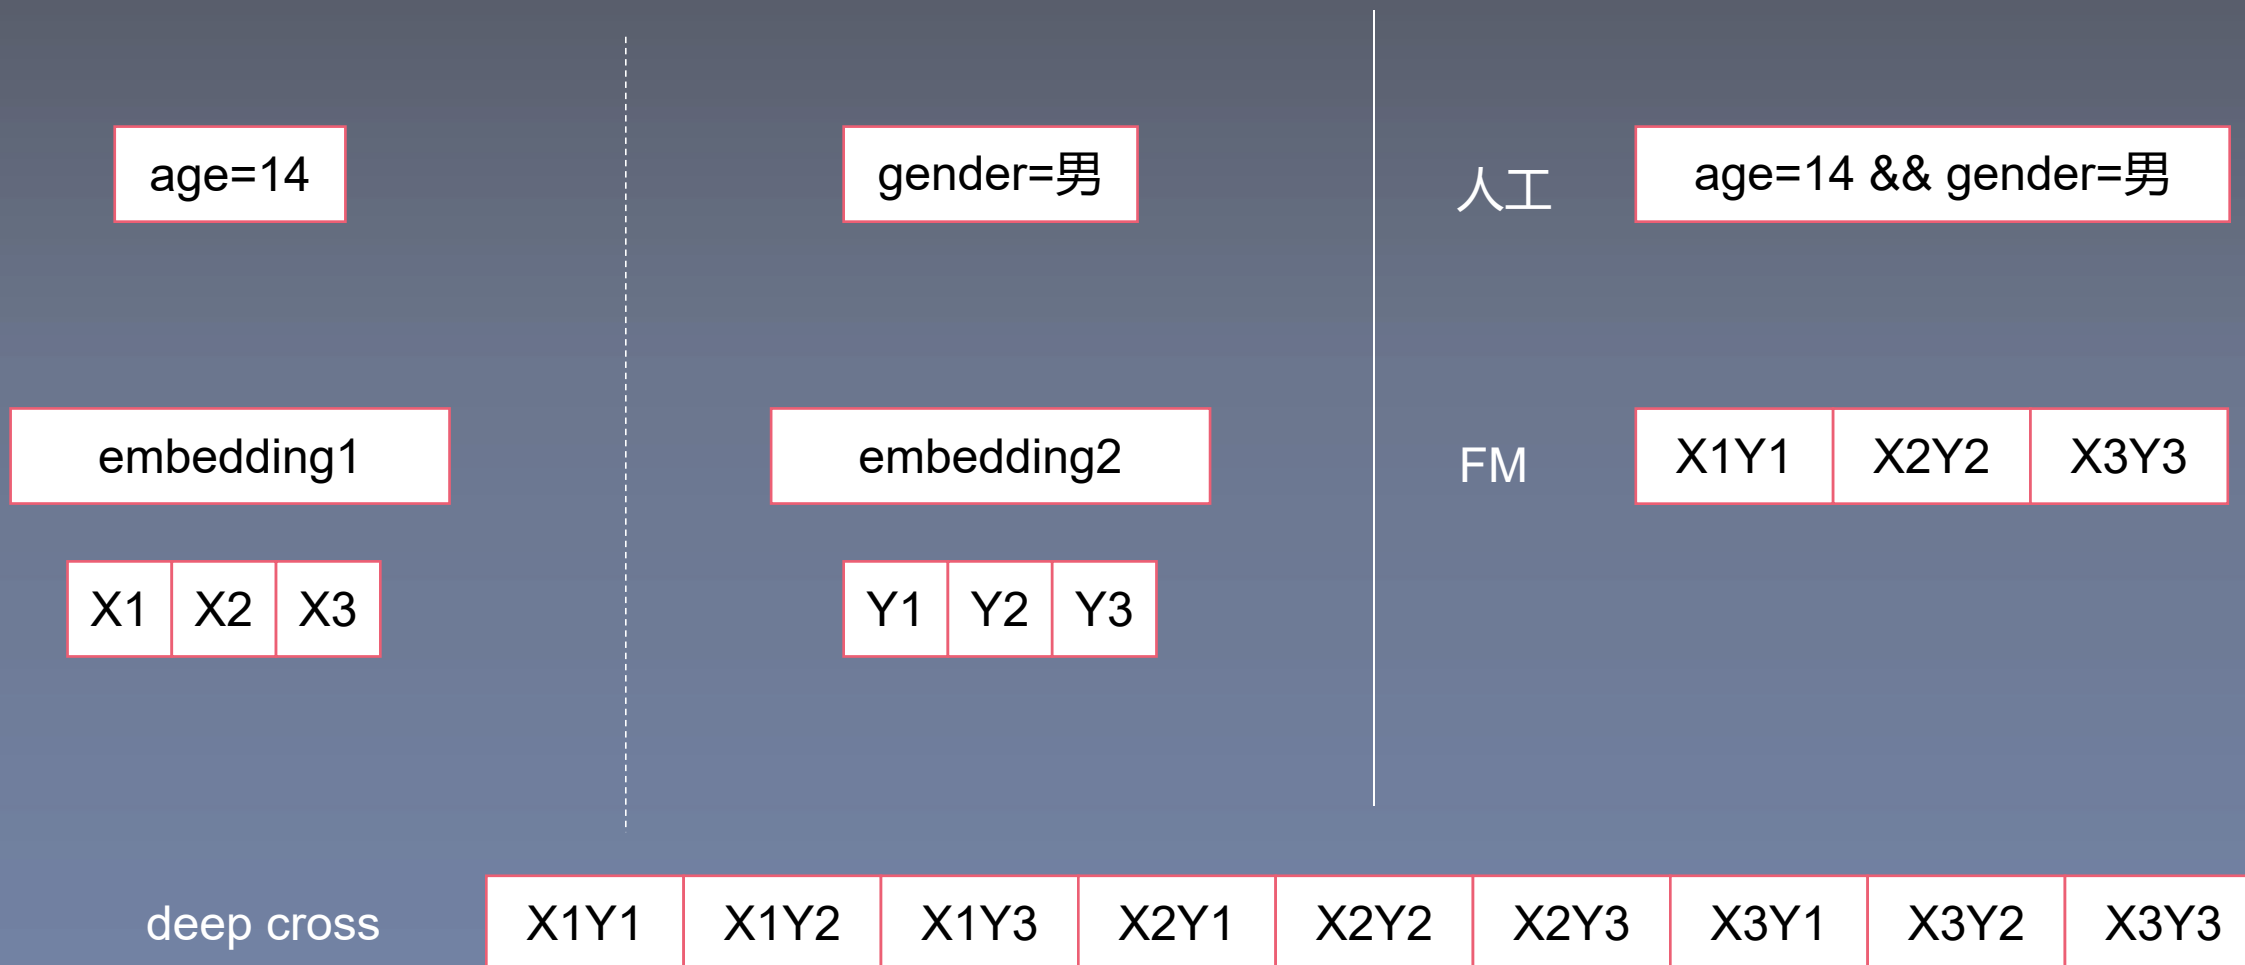 age=14
gender=男
人工
age=14 && gender=男
embedding1
embedding2
FM
X1Y1 X2Y2 X3Y3
X1 X2 X3
Y1 Y2 Y3
deep cross
X1Y1 X1Y2 X1Y3 X2Y1 X2Y2 X2Y3 X3Y1 X3Y2 X3Y3